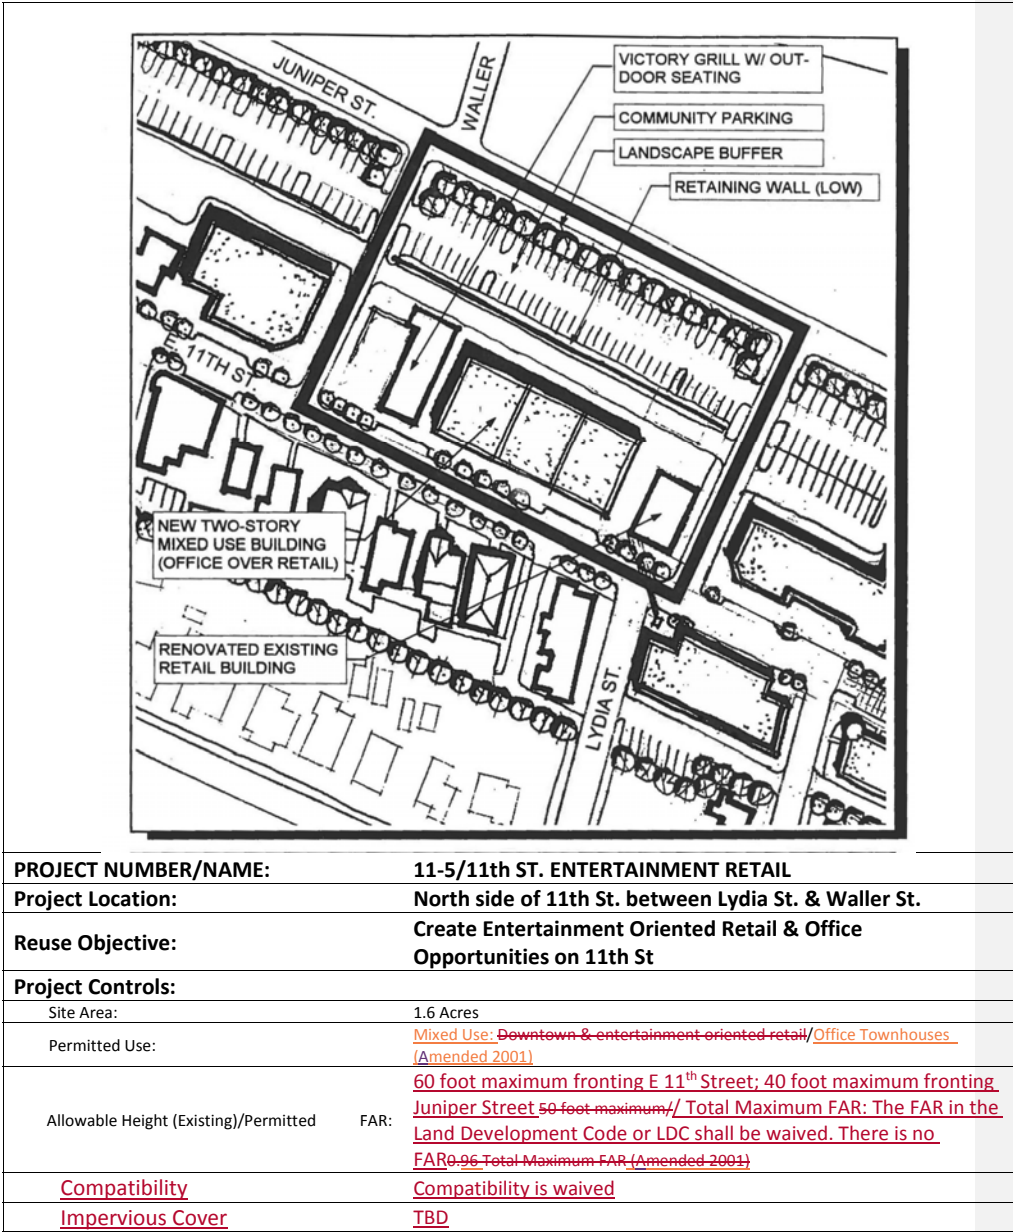 JUNIPER ST.
WALLER
VICTORY GRILL W/ OUT-
DOOR SEATING
COMMUNITY PARKING
LANDSCAPE BUFFER
RETAINING WALL (LOW)
E. 11TH ST
NEW TWO-STORY
MIXED USE BUILDING
(OFFICE OVER RETAIL)
RENOVATED EXISTING
RETAIL BUILDING
LYDIA ST
PROJECT NUMBER/NAME: 11-5/11th ST. ENTERTAINMENT RETAIL
Project Location: North side of 11th St. between Lydia St. & Waller St.
Reuse Objective: Create Entertainment Oriented Retail & Office
Opportunities on 11th St
Project Controls:
Site Area: 1.6 Acres
Permitted Use: Mixed Use: Downtown & entertainment oriented retail/Office Townhouses
(Amended 2001)
Allowable Height (Existing)/Permitted FAR: 60 foot maximum fronting E 11th Street; 40 foot maximum fronting
Juniper Street 50 foot maximum// Total Maximum FAR: The FAR in the
Land Development Code or LDC shall be waived. There is no
FAR0.96 Total Maximum FAR (Amended 2001)
Compatibility Compatibility is waived
Impervious Cover TBD